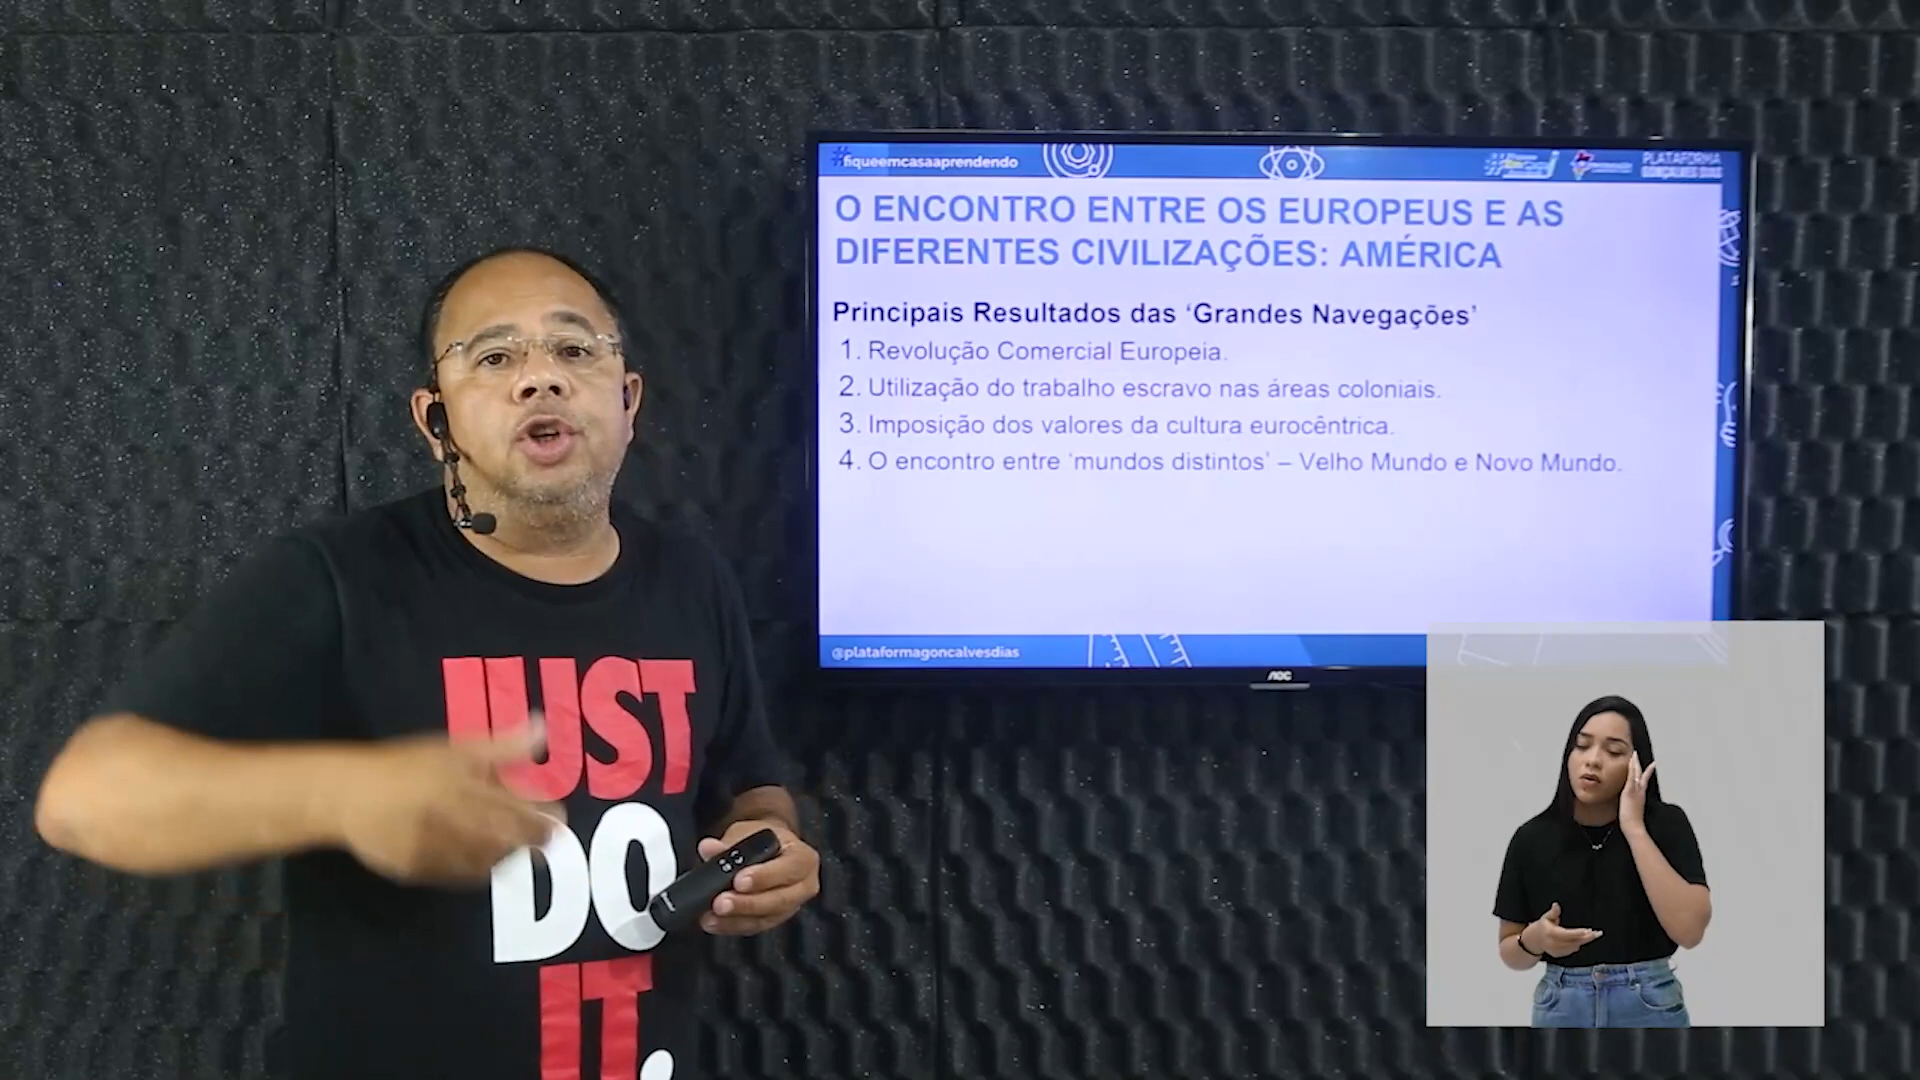 #fiqueemcasaaprendendo
PLATAFORMA
GONÇALVES DIAS
O ENCONTRO ENTRE OS EUROPEUS E AS
DIFERENTES CIVILIZAÇÕES: AMÉRICA
Principais Resultados das ‘Grandes Navegações’
1. Revolução Comercial Europeia.
2. Utilização do trabalho escravo nas áreas coloniais.
3. Imposição dos valores da cultura eurocêntrica.
4. O encontro entre ‘mundos distintos’ – Velho Mundo e Novo Mundo.
@plataformagoncalvesdias
AOC
JUST
DO
IT.